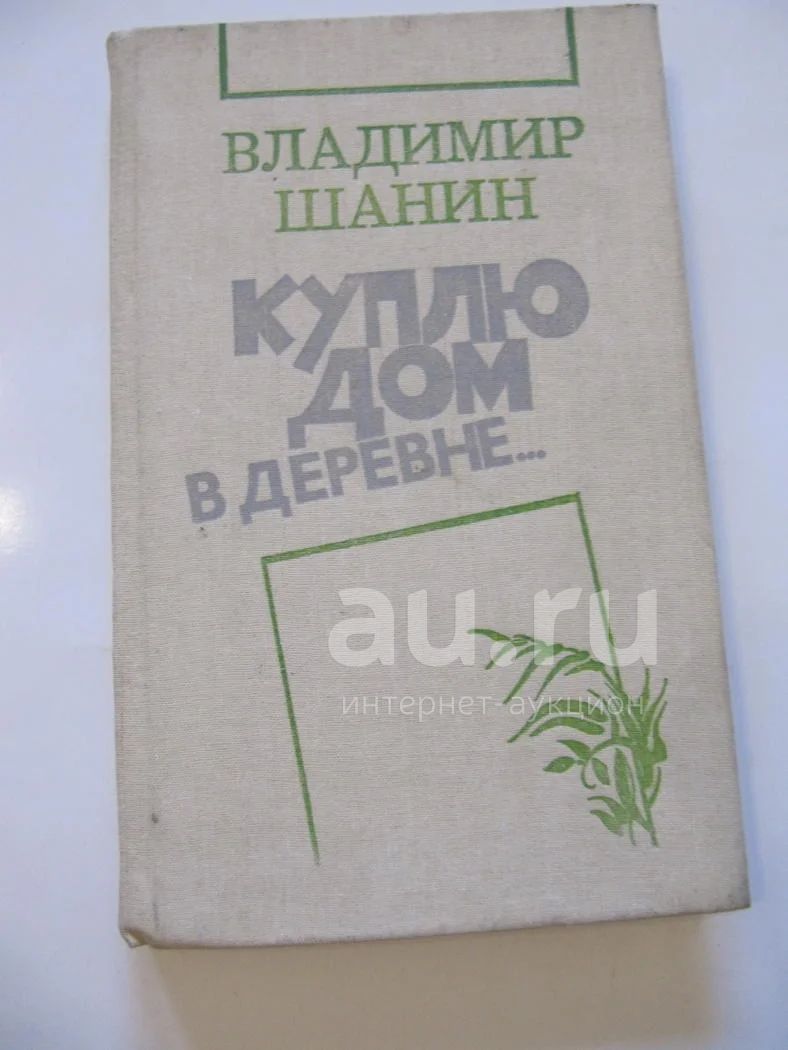 ВЛАДИМИР
ШАНИН
КУПЛЮ
ДОМ
В ДЕРЕВНЕ...
au.ru
интернет-аукцион